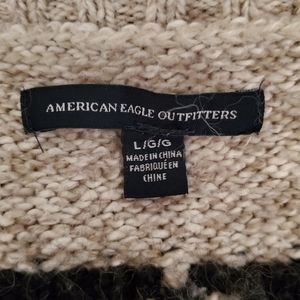 AMERICAN EAGLE OUTFITTERS
L/G/G
MADE IN CHINA
FABRIQUÉ EN
CHINE